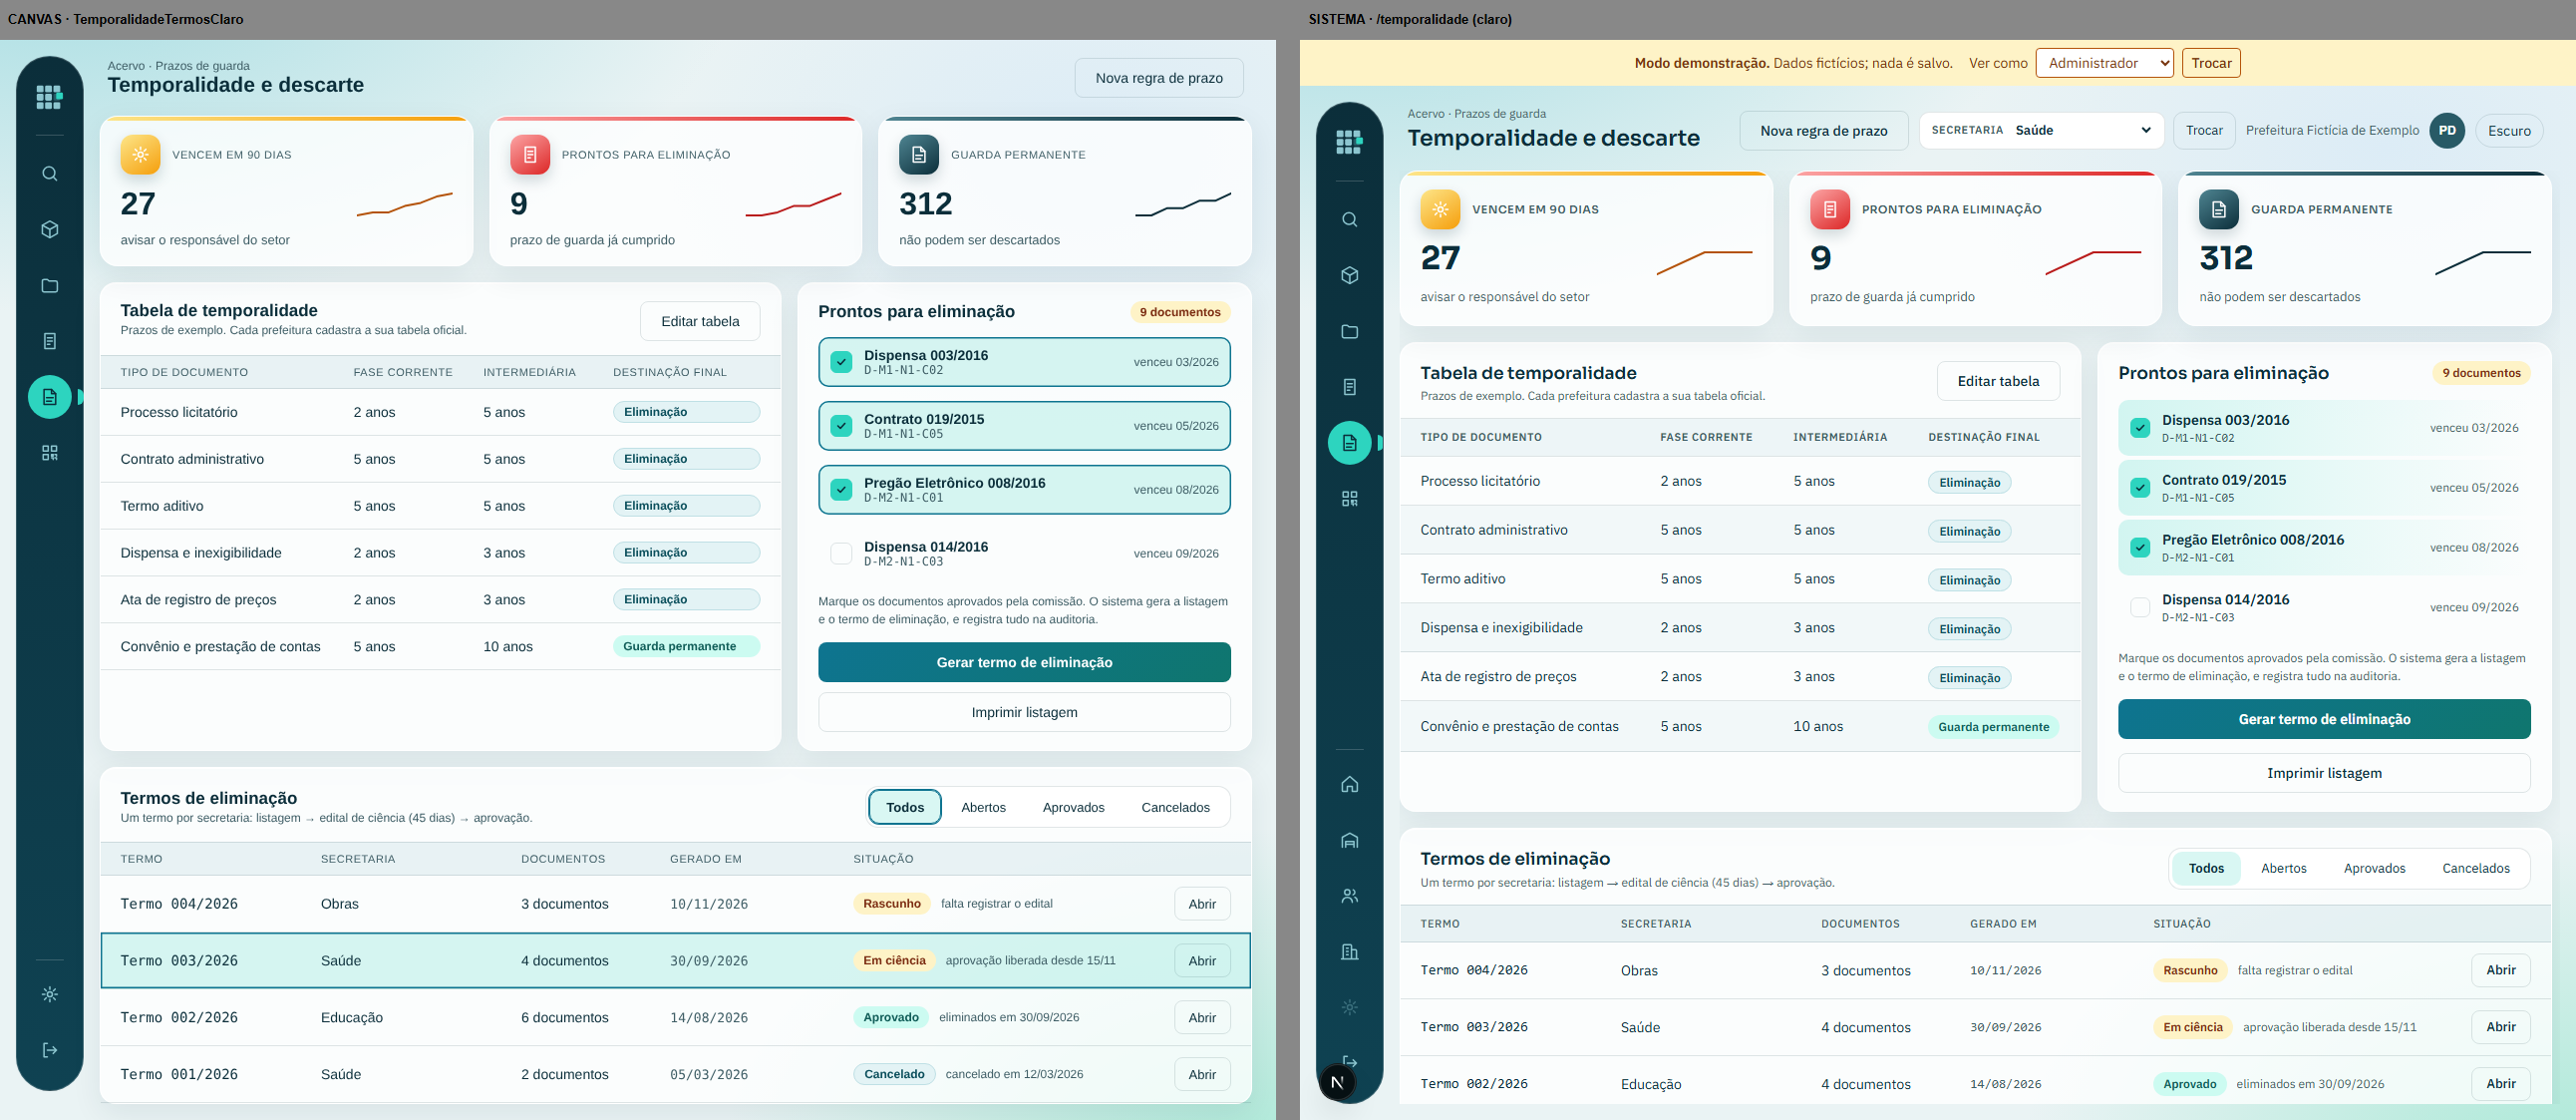 CANVAS · TemporalidadeTermosClaro
Acervo · Prazos de guarda
Temporalidade e descarte
Nova regra de prazo
VENCEM EM 90 DIAS
27
avisar o responsável do setor
PRONTOS PARA ELIMINAÇÃO
9
prazo de guarda já cumprido
GUARDA PERMANENTE
312
não podem ser descartados
Tabela de temporalidade
Prazos de exemplo. Cada prefeitura cadastra a sua tabela oficial.
Editar tabela
TIPO DE DOCUMENTO FASE CORRENTE INTERMEDIÁRIA DESTINAÇÃO FINAL
Processo licitatório 2 anos 5 anos Eliminação
Contrato administrativo 5 anos 5 anos Eliminação
Termo aditivo 5 anos 5 anos Eliminação
Dispensa e inexigibilidade 2 anos 3 anos Eliminação
Ata de registro de preços 2 anos 3 anos Eliminação
Convênio e prestação de contas 5 anos 10 anos Guarda permanente
Prontos para eliminação 9 documentos
Dispensa 003/2016
D-M1-N1-C02
venceu 03/2026
Contrato 019/2015
D-M1-N1-C05
venceu 05/2026
Pregão Eletrônico 008/2016
D-M2-N1-C01
venceu 08/2026
Dispensa 014/2016
D-M2-N1-C03
venceu 09/2026
Marque os documentos aprovados pela comissão. O sistema gera a listagem
e o termo de eliminação, e registra tudo na auditoria.
Gerar termo de eliminação
Imprimir listagem
Termos de eliminação
Um termo por secretaria: listagem → edital de ciência (45 dias) → aprovação.
Todos Abertos Aprovados Cancelados
TERMO SECRETARIA DOCUMENTOS GERADO EM SITUAÇÃO
Termo 004/2026 Obras 3 documentos 10/11/2026 Rascunho falta registrar o edital Abrir
Termo 003/2026 Saúde 4 documentos 30/09/2026 Em ciência aprovação liberada desde 15/11 Abrir
Termo 002/2026 Educação 6 documentos 14/08/2026 Aprovado eliminados em 30/09/2026 Abrir
Termo 001/2026 Saúde 2 documentos 05/03/2026 Cancelado cancelado em 12/03/2026 Abrir
SISTEMA · /temporalidade (claro)
Modo demonstração. Dados fictícios; nada é salvo. Ver como Administrador Trocar
Acervo · Prazos de guarda
Temporalidade e descarte
Nova regra de prazo
SECRETARIA Saúde
Trocar
Prefeitura Fictícia de Exemplo
PD
Escuro
VENCEM EM 90 DIAS
27
avisar o responsável do setor
PRONTOS PARA ELIMINAÇÃO
9
prazo de guarda já cumprido
GUARDA PERMANENTE
312
não podem ser descartados
Tabela de temporalidade
Prazos de exemplo. Cada prefeitura cadastra a sua tabela oficial.
Editar tabela
TIPO DE DOCUMENTO FASE CORRENTE INTERMEDIÁRIA DESTINAÇÃO FINAL
Processo licitatório 2 anos 5 anos Eliminação
Contrato administrativo 5 anos 5 anos Eliminação
Termo aditivo 5 anos 5 anos Eliminação
Dispensa e inexigibilidade 2 anos 3 anos Eliminação
Ata de registro de preços 2 anos 3 anos Eliminação
Convênio e prestação de contas 5 anos 10 anos Guarda permanente
Prontos para eliminação 9 documentos
Dispensa 003/2016
D-M1-N1-C02
venceu 03/2026
Contrato 019/2015
D-M1-N1-C05
venceu 05/2026
Pregão Eletrônico 008/2016
D-M2-N1-C01
venceu 08/2026
Dispensa 014/2016
D-M2-N1-C03
venceu 09/2026
Marque os documentos aprovados pela comissão. O sistema gera a listagem
e o termo de eliminação, e registra tudo na auditoria.
Gerar termo de eliminação
Imprimir listagem
Termos de eliminação
Um termo por secretaria: listagem → edital de ciência (45 dias) → aprovação.
Todos Abertos Aprovados Cancelados
TERMO SECRETARIA DOCUMENTOS GERADO EM SITUAÇÃO
Termo 004/2026 Obras 3 documentos 10/11/2026 Rascunho falta registrar o edital Abrir
Termo 003/2026 Saúde 4 documentos 30/09/2026 Em ciência aprovação liberada desde 15/11 Abrir
Termo 002/2026 Educação 4 documentos 14/08/2026 Aprovado eliminados em 30/09/2026 Abrir
N